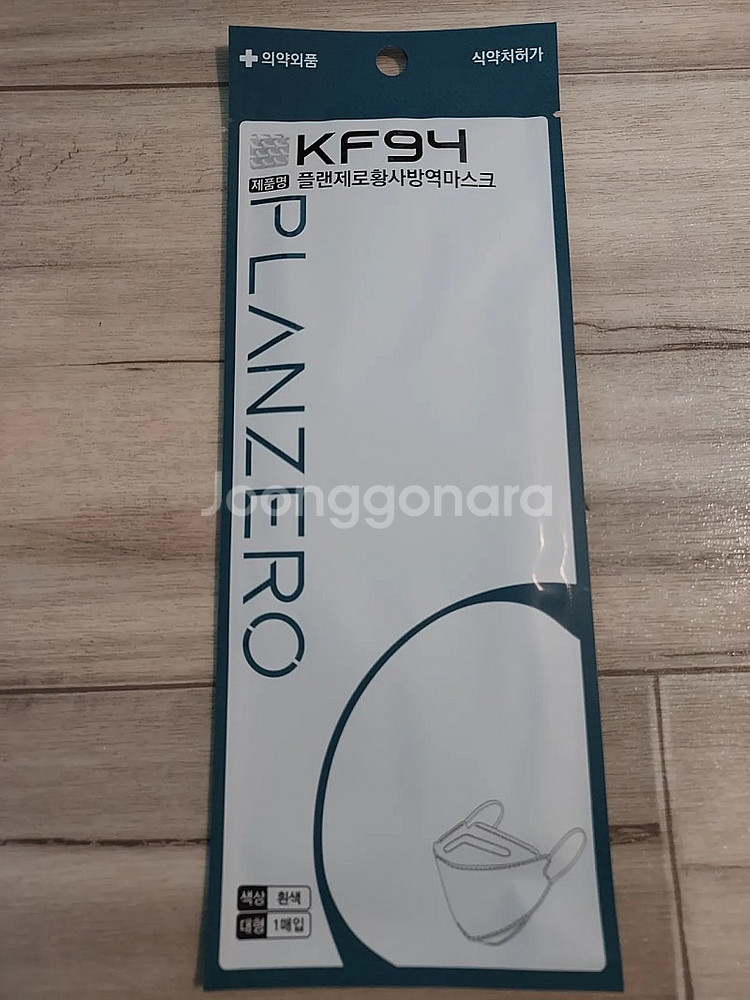 의약외품
식약처허가
KF94
제품명 플랜제로황사방역마스크
PLANZERO
Joonggonara
색상 흰색
대형 1매입